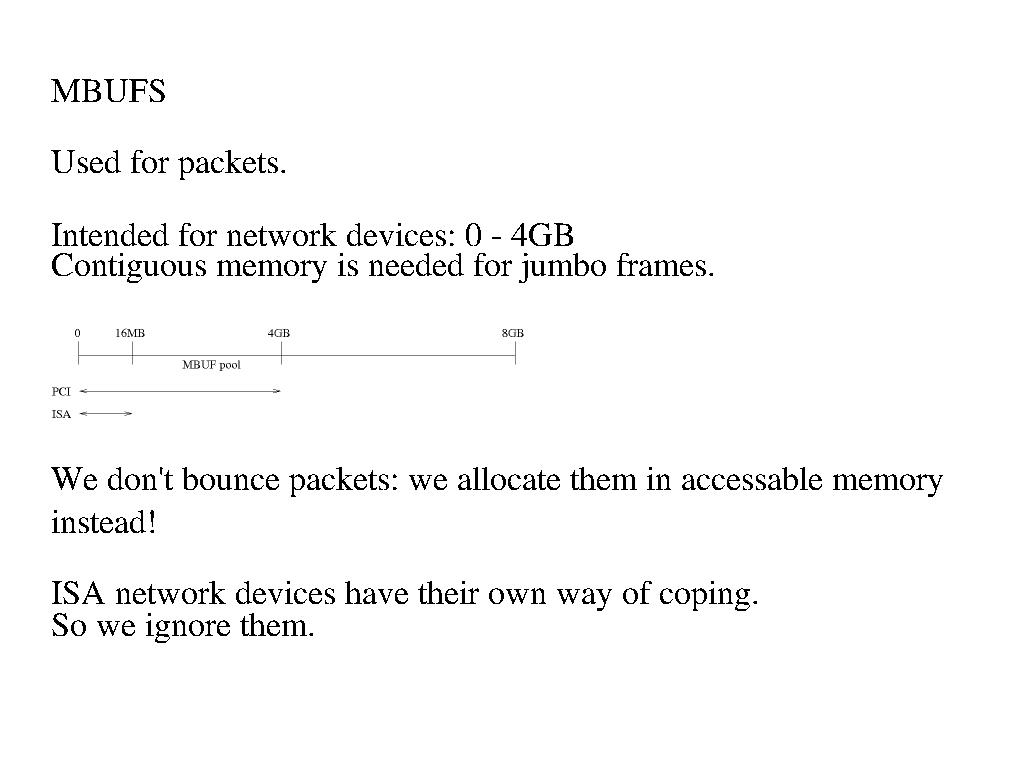 MBUFS
Used for packets.
Intended for network devices: 0 - 4GB
Contiguous memory is needed for jumbo frames.
0 16MB 4GB 8GB
MBUF pool
PCI
ISA
We don't bounce packets: we allocate them in accessable memory
instead!
ISA network devices have their own way of coping.
So we ignore them.